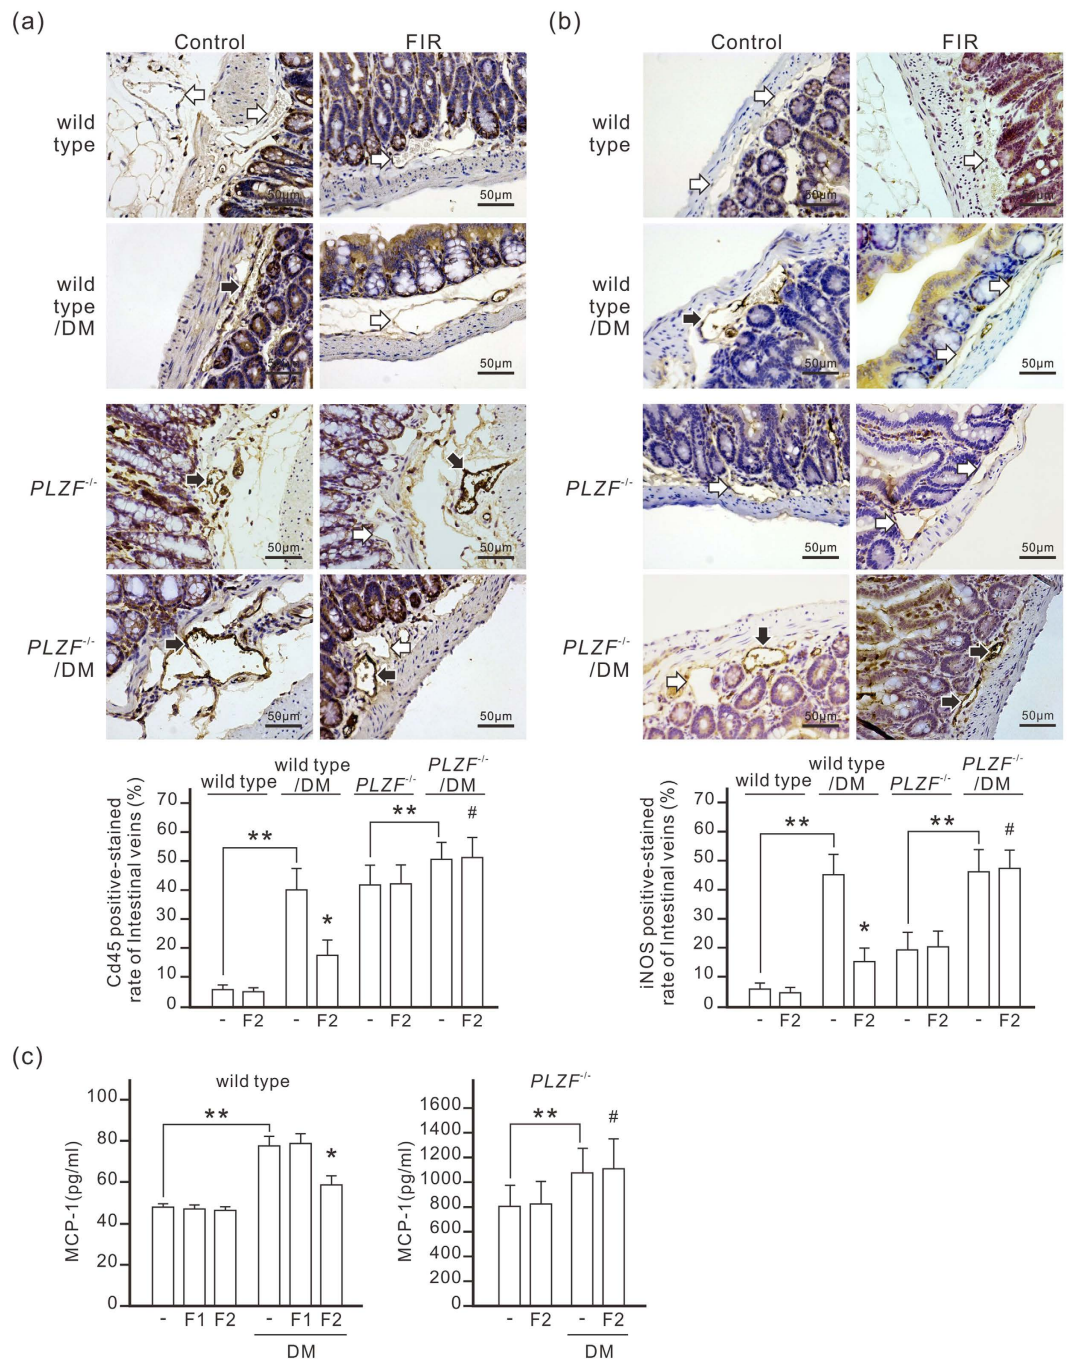 (a)
Control FIR
wild
type
50µm 50µm
wild
type
/DM
50µm 50µm
PLZF-/-
50µm 50µm
PLZF-/-
/DM
50µm 50µm
Cd45 positive-stained
rate of Intestinal veins (%)
wild type
wild type
/DM
PLZF-/-
PLZF-/-
/DM
70
60
50
40
30
20
10
0
** * ** #
- F2 - F2 - F2 - F2
(b)
Control FIR
wild
type
50µm
wild
type
/DM
50µm 50µm
PLZF-/-
50µm 50µm
PLZF-/-
/DM
50µm 50µm
iNOS positive-stained
rate of Intestinal veins (%)
wild type
wild type
/DM
PLZF-/-
PLZF-/-
/DM
70
60
50
40
30
20
10
0
** * ** #
- F2 - F2 - F2 - F2
(c)
wild type
MCP-1(pg/ml)
100
80
60
40
20
0
** *
- F1 F2 - F1 F2
DM
PLZF-/-
MCP-1(pg/ml)
1600
1400
1200
1000
800
600
400
200
0
** #
- F2 - F2
DM